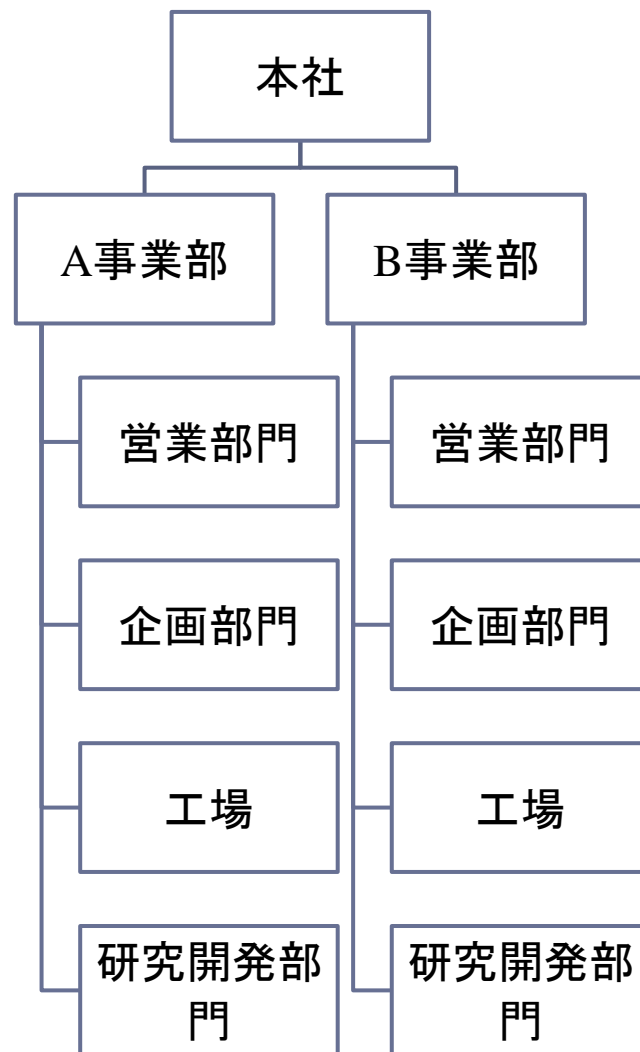 本社
A事業部
B事業部
営業部門
営業部門
企画部門
企画部門
工場
工場
研究開発部
門
研究開発部
門